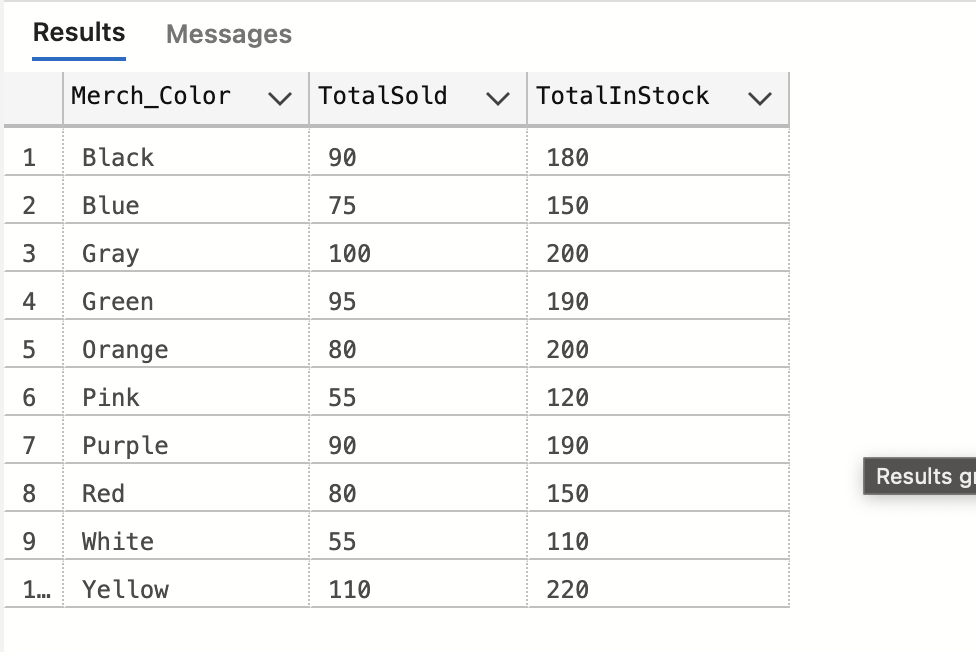 Results Messages
Merch_Color TotalSold TotalInStock
1 Black 90 180
2 Blue 75 150
3 Gray 100 200
4 Green 95 190
5 Orange 80 200
6 Pink 55 120
7 Purple 90 190
8 Red 80 150
Results gr
9 White 55 110
1… Yellow 110 220